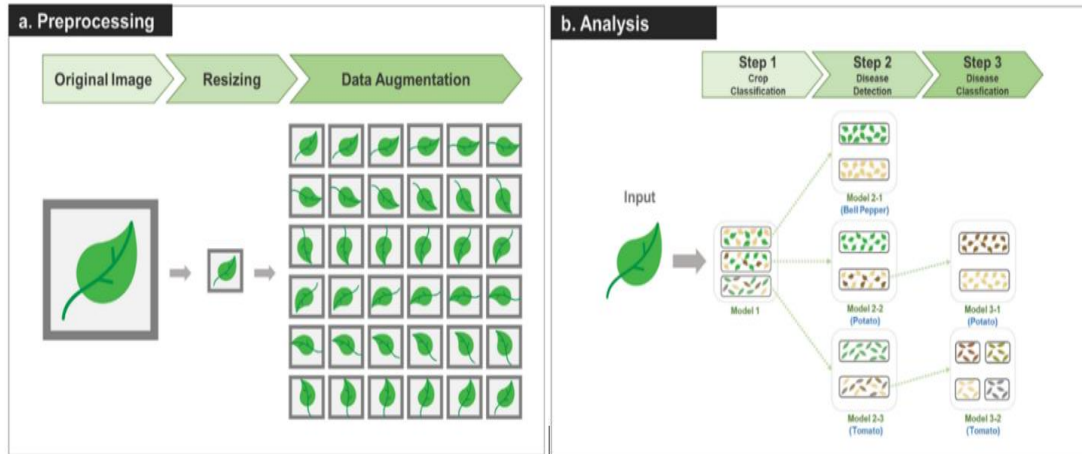 a. Preprocessing
Original Image
Resizing
Data Augmentation
b. Analysis
Step 1
Crop
Classification
Step 2
Disease
Detection
Step 3
Disease
Classfication
Input
Model 1
Model 2-1
(Bell Pepper)
Model 2-2
(Potato)
Model 3-1
(Potato)
Model 2-3
(Tomato)
Model 3-2
(Tomato)